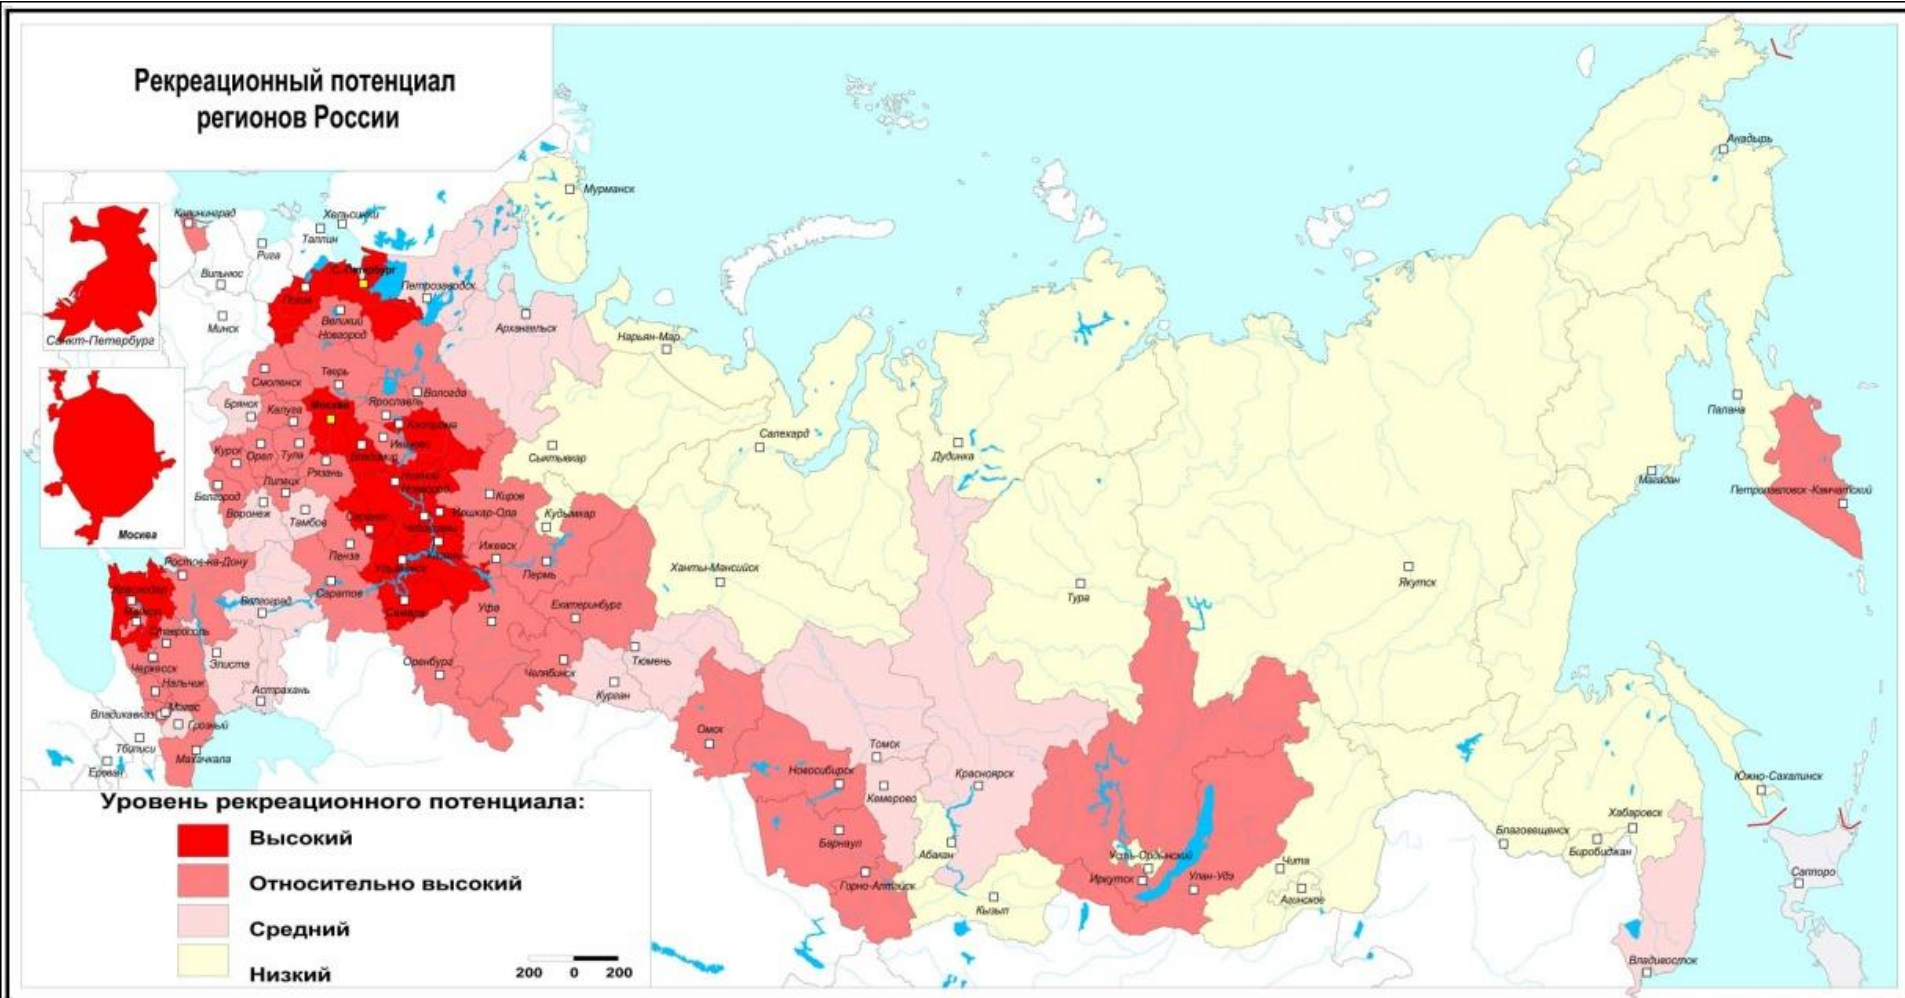 Рекреационный потенциал
регионов России
Санкт-Петербург
Москва
Калининград
Хельсинки
Таллин
Рига
Вильнюс
Минск
С.-Петербург
Псков
Великий
Новгород
Петрозаводск
Мурманск
Архангельск
Нарьян-Мар
Анадырь
Смоленск
Тверь
Вологда
Ярославль
Брянск
Калуга
Москва
Кострома
Иваново
Владимир
Курск
Орел
Тула
Рязань
Нижний
Новгород
Липецк
Белгород
Воронеж
Тамбов
Саранск
Чебоксары
Йошкар-Ола
Киров
Кудымкар
Сыктывкар
Салехард
Дудинка
Палана
Магадан
Петропавловск-Камчатский
Пенза
Ульяновск
Казань
Ижевск
Пермь
Ханты-Мансийск
Тура
Якутск
Ростов-на-Дону
Краснодар
Майкоп
Ставрополь
Волгоград
Саратов
Самара
Уфа
Екатеринбург
Черкесск
Элиста
Оренбург
Челябинск
Тюмень
Курган
Нальчик
Астрахань
Владикавказ
Магас
Грозный
Тбилиси
Махачкала
Ереван
Омск
Новосибирск
Томск
Кемерово
Красноярск
Барнаул
Абакан
Горно-Алтайск
Кызыл
Усть-Ордынский
Иркутск
Улан-Удэ
Чита
Агинское
Благовещенск
Биробиджан
Хабаровск
Южно-Сахалинск
Саппоро
Владивосток
Уровень рекреационного потенциала:
Высокий
Относительно высокий
Средний
Низкий
200 0 200